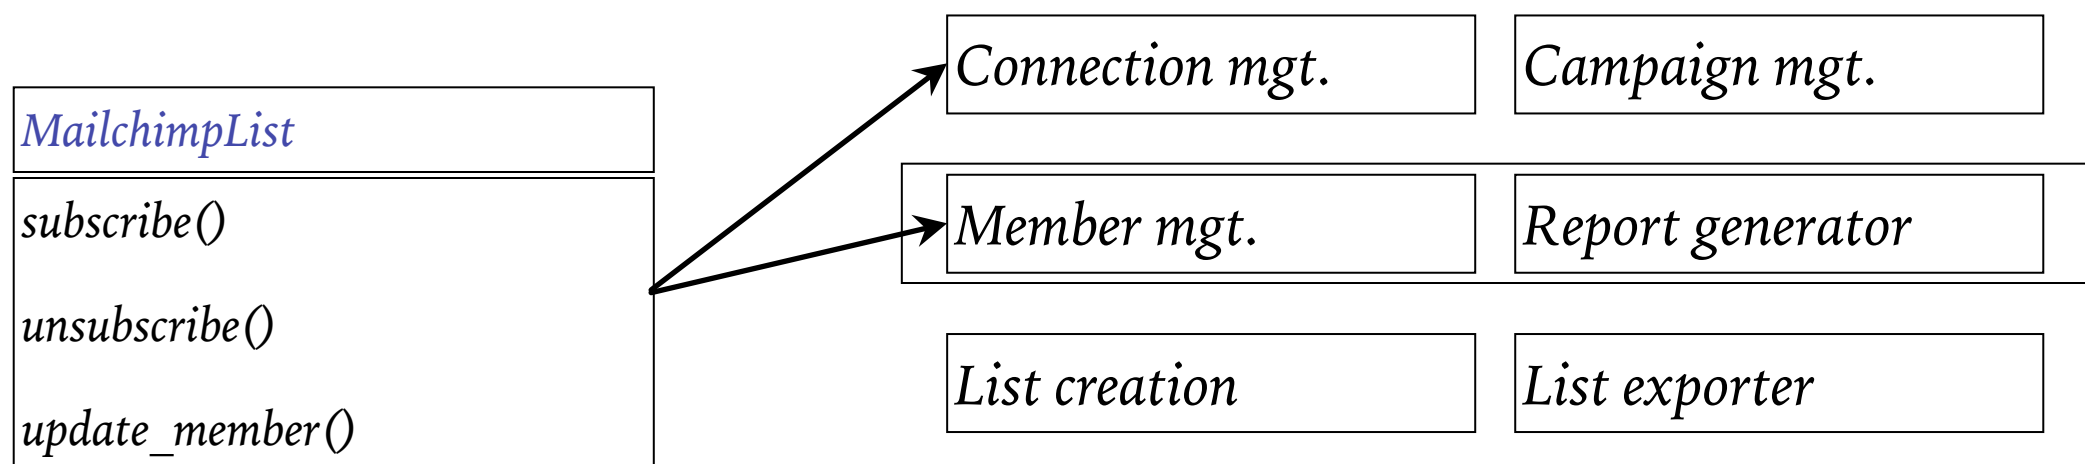 MailchimpList
subscribe()
unsubscribe()
update_member()
Connection mgt.
Campaign mgt.
Member mgt.
Report generator
List creation
List exporter